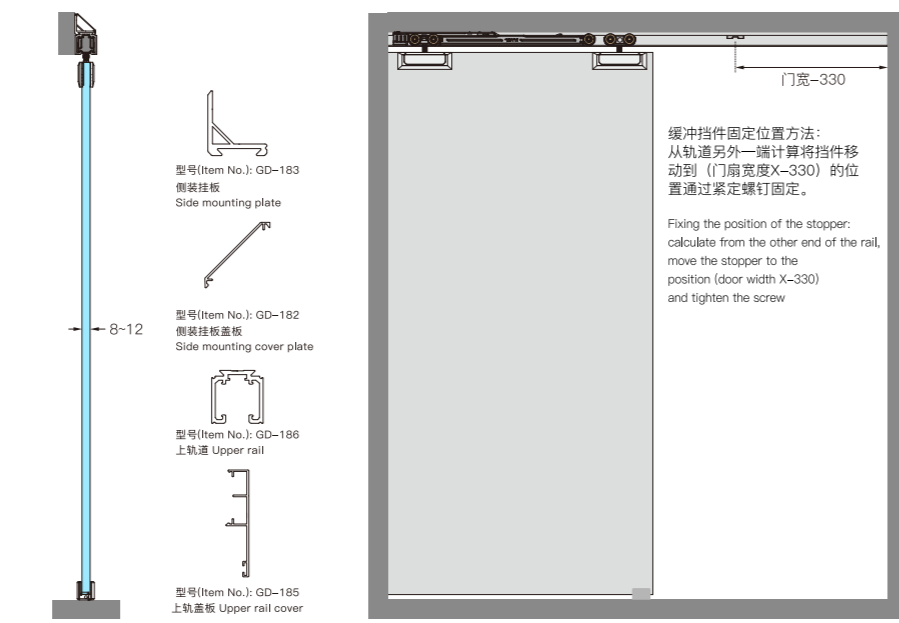 门宽–330
缓冲挡件固定位置方法：
从轨道另外一端计算将挡件移
动到（门扇宽度X–330）的位
置通过紧定螺钉固定。
Fixing the position of the stopper:
calculate from the other end of the rail,
move the stopper to the
position (door width X–330)
and tighten the screw
型号(Item No.): GD–183
侧装挂板
Side mounting plate
型号(Item No.): GD–182
侧装挂板盖板
Side mounting cover plate
8~12
型号(Item No.): GD–186
上轨道 Upper rail
型号(Item No.): GD–185
上轨盖板 Upper rail cover